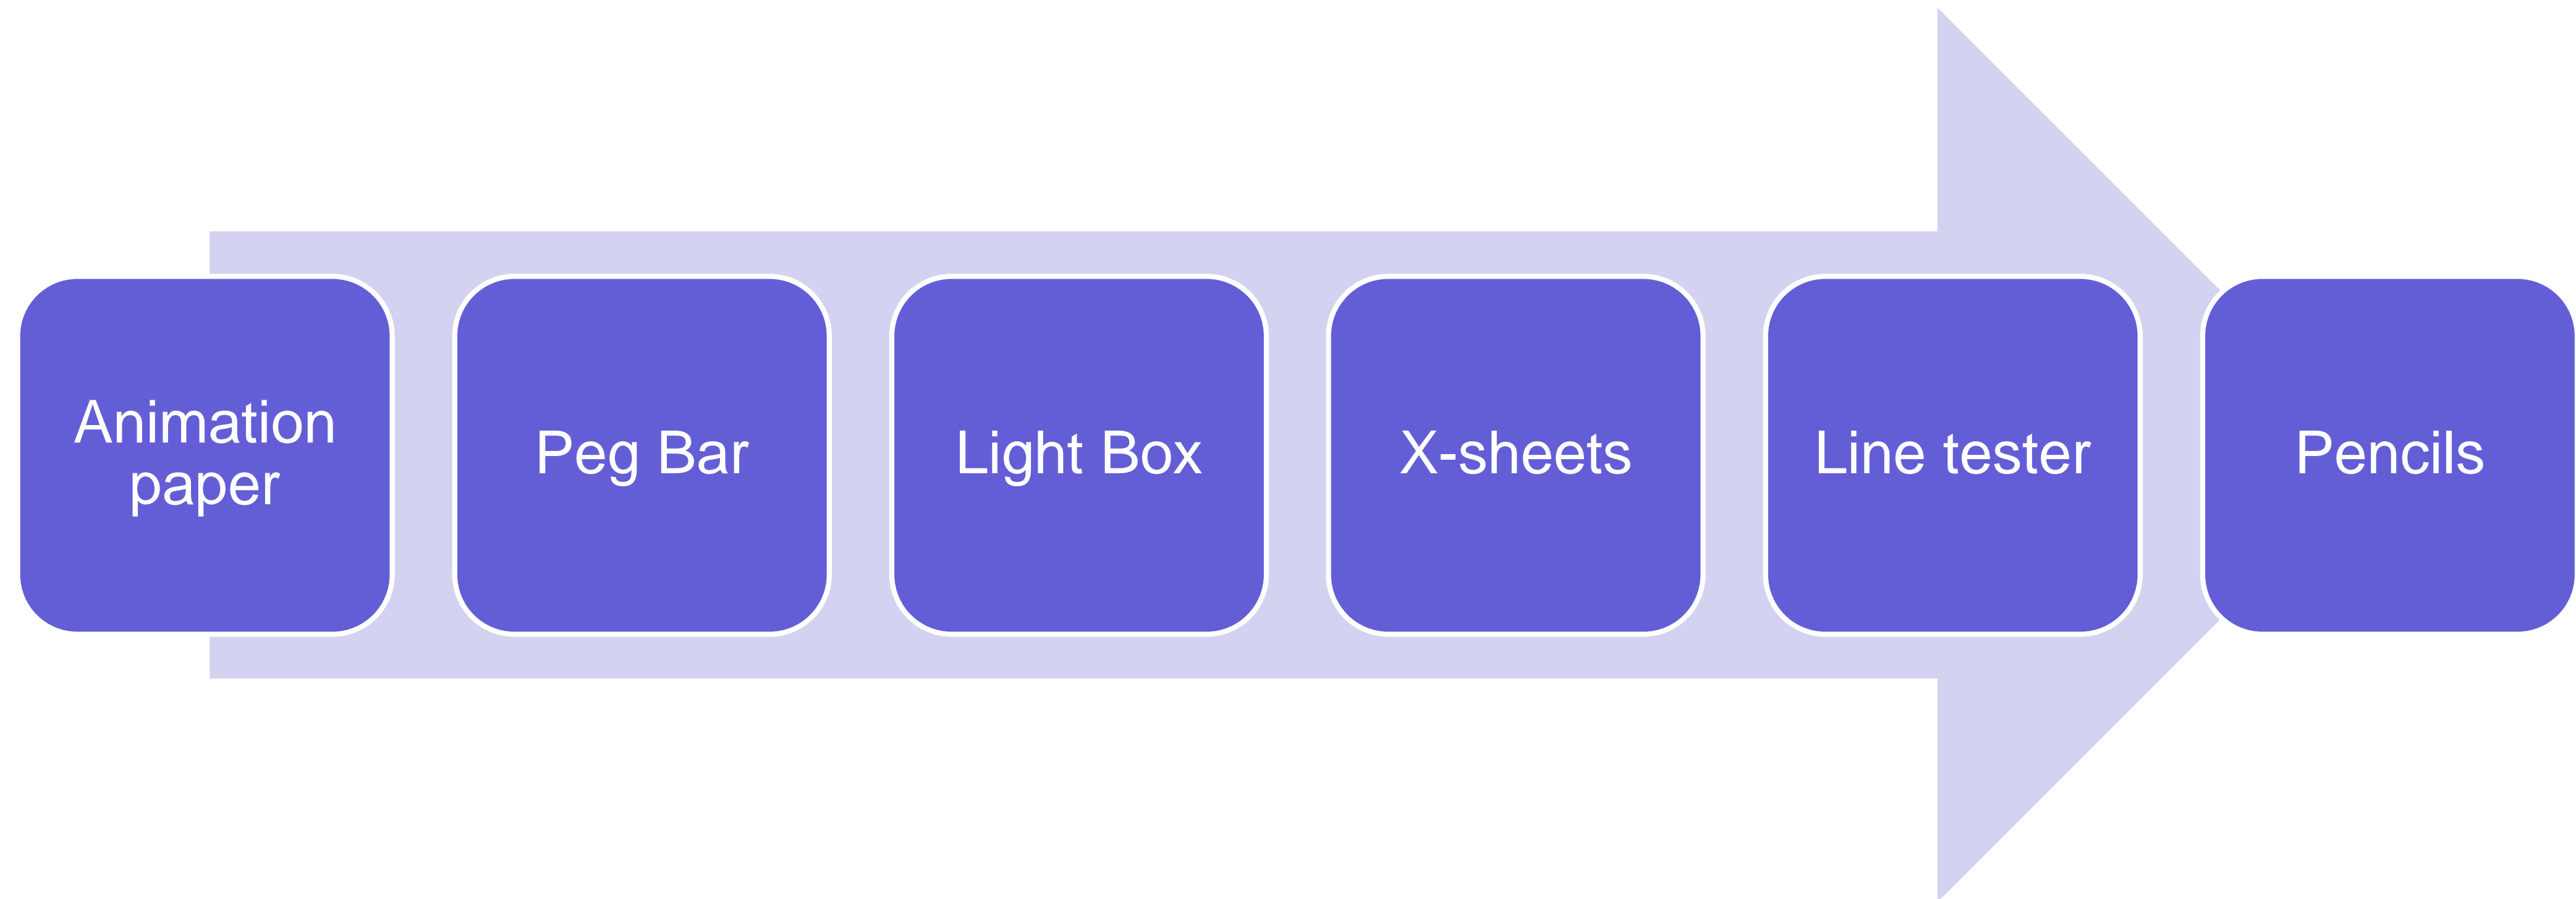 Animation
paper
Peg Bar
Light Box
X-sheets
Line tester
Pencils